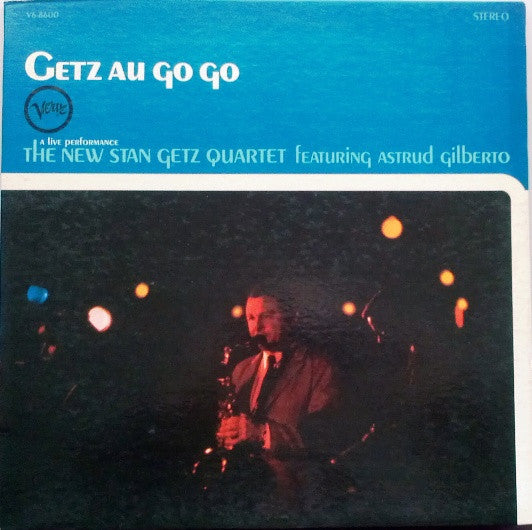 V6-8600
STEREO
GETZ AU GO GO
Verve
a live performance
THE NEW STAN GETZ QUARTET featuring ASTRUD GILBERTO